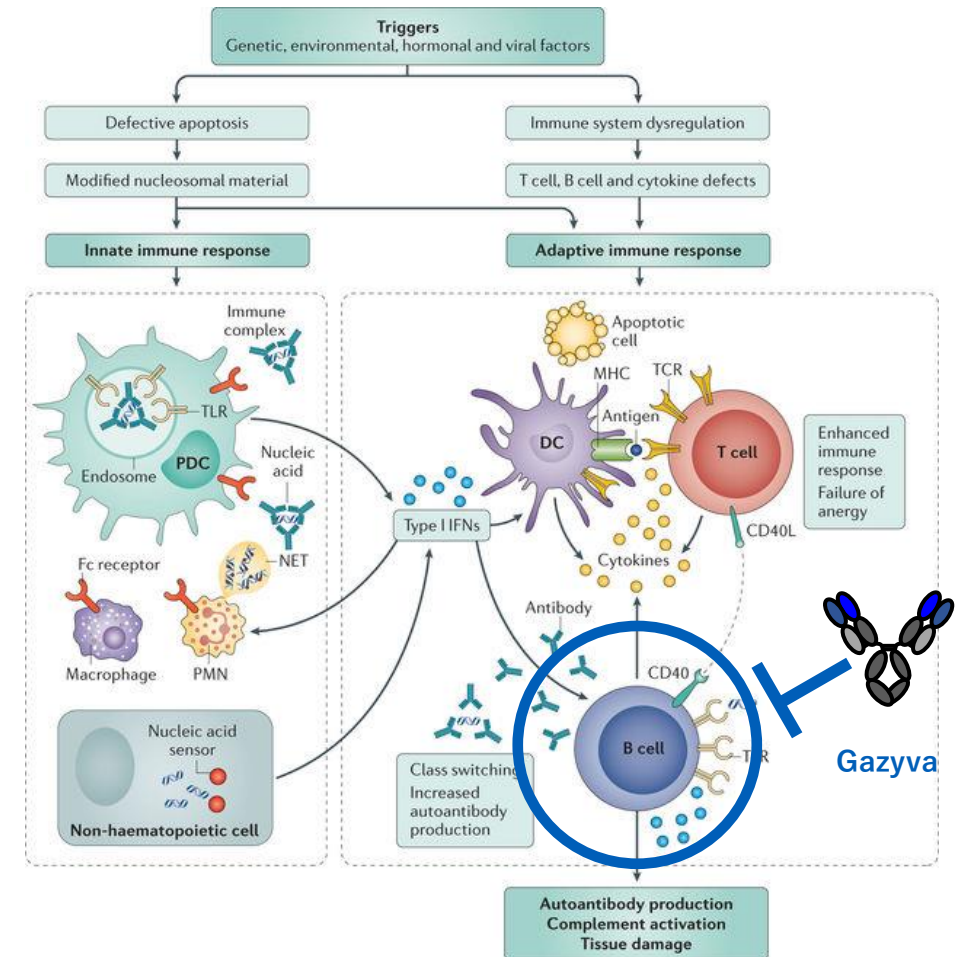 Triggers
Genetic, environmental, hormonal and viral factors
Defective apoptosis
Immune system dysregulation
Modified nucleosomal material
T cell, B cell and cytokine defects
Innate immune response
Adaptive immune response
Immune
complex
TLR
Endosome
PDC
Nucleic
acid
NET
Fc receptor
Macrophage
PMN
Nucleic acid
sensor
Non-haematopoietic cell
Type I IFNs
Apoptotic
cell
MHC
TCR
Antigen
DC
T cell
Enhanced
immune
response
Failure of
anergy
CD40L
Cytokines
Antibody
CD40
B cell
Class switching
Increased
autoantibody
production
Gazyva
Autoantibody production
Complement activation
Tissue damage